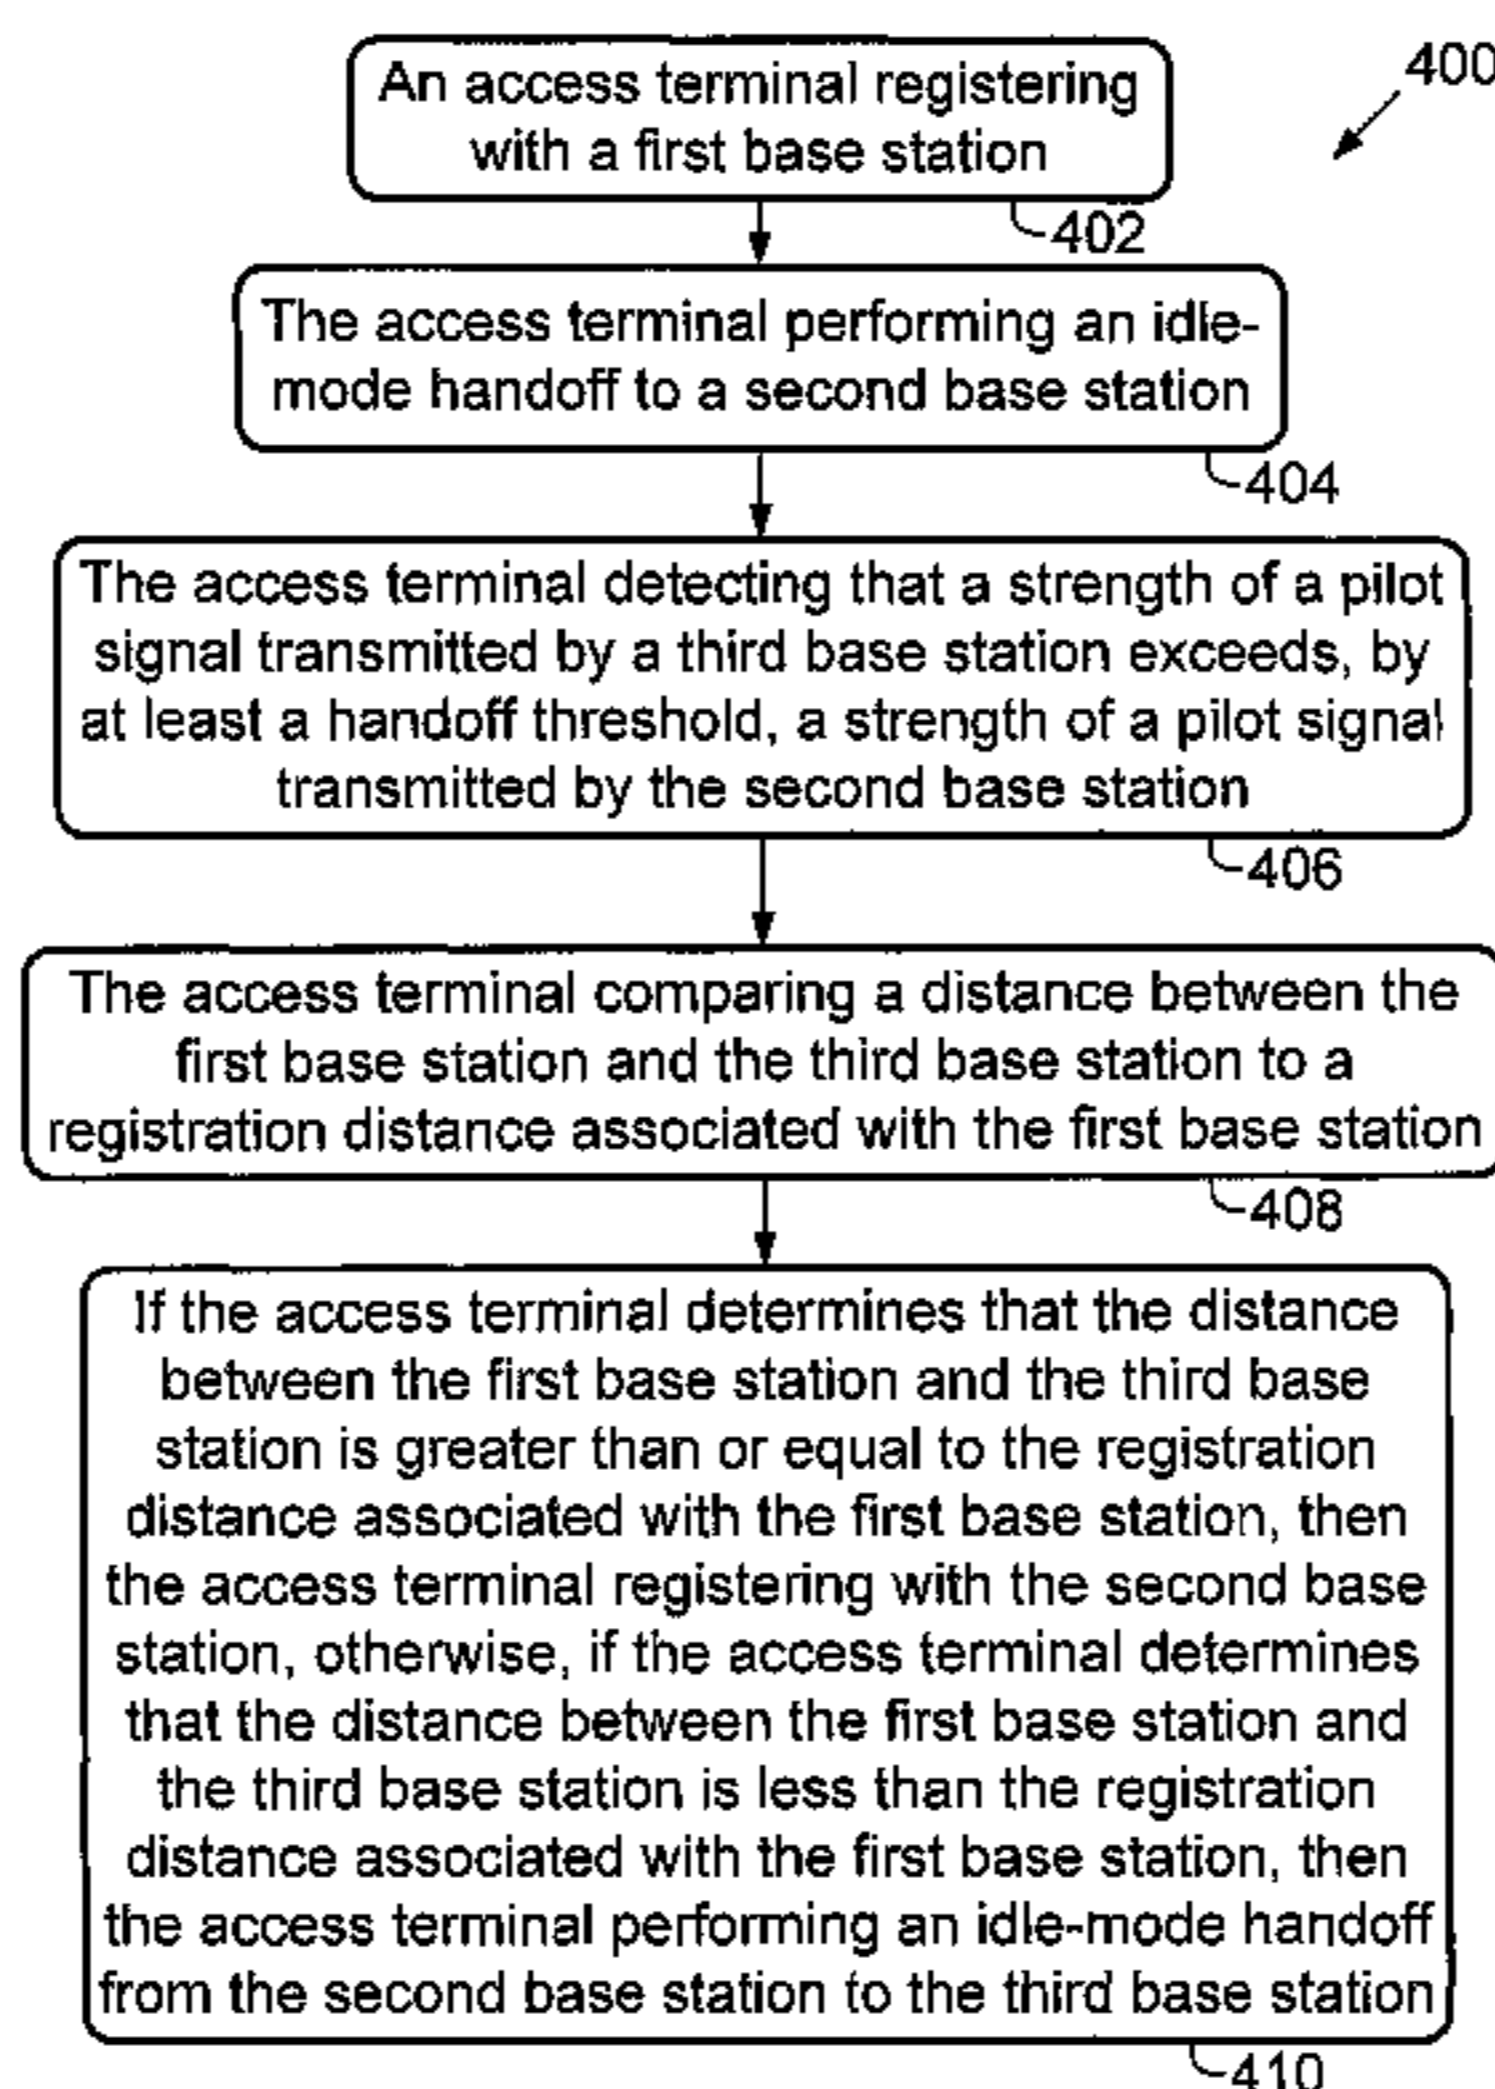 400
An access terminal registering
with a first base station
402
The access terminal performing an idle-
mode handoff to a second base station
404
The access terminal detecting that a strength of a pilot
signal transmitted by a third base station exceeds, by
at least a handoff threshold, a strength of a pilot signal
transmitted by the second base station
406
The access terminal comparing a distance between the
first base station and the third base station to a
registration distance associated with the first base station
408
If the access terminal determines that the distance
between the first base station and the third base
station is greater than or equal to the registration
distance associated with the first base station, then
the access terminal registering with the second base
station, otherwise, if the access terminal determines
that the distance between the first base station and
the third base station is less than the registration
distance associated with the first base station, then
the access terminal performing an idle-mode handoff
from the second base station to the third base station
410